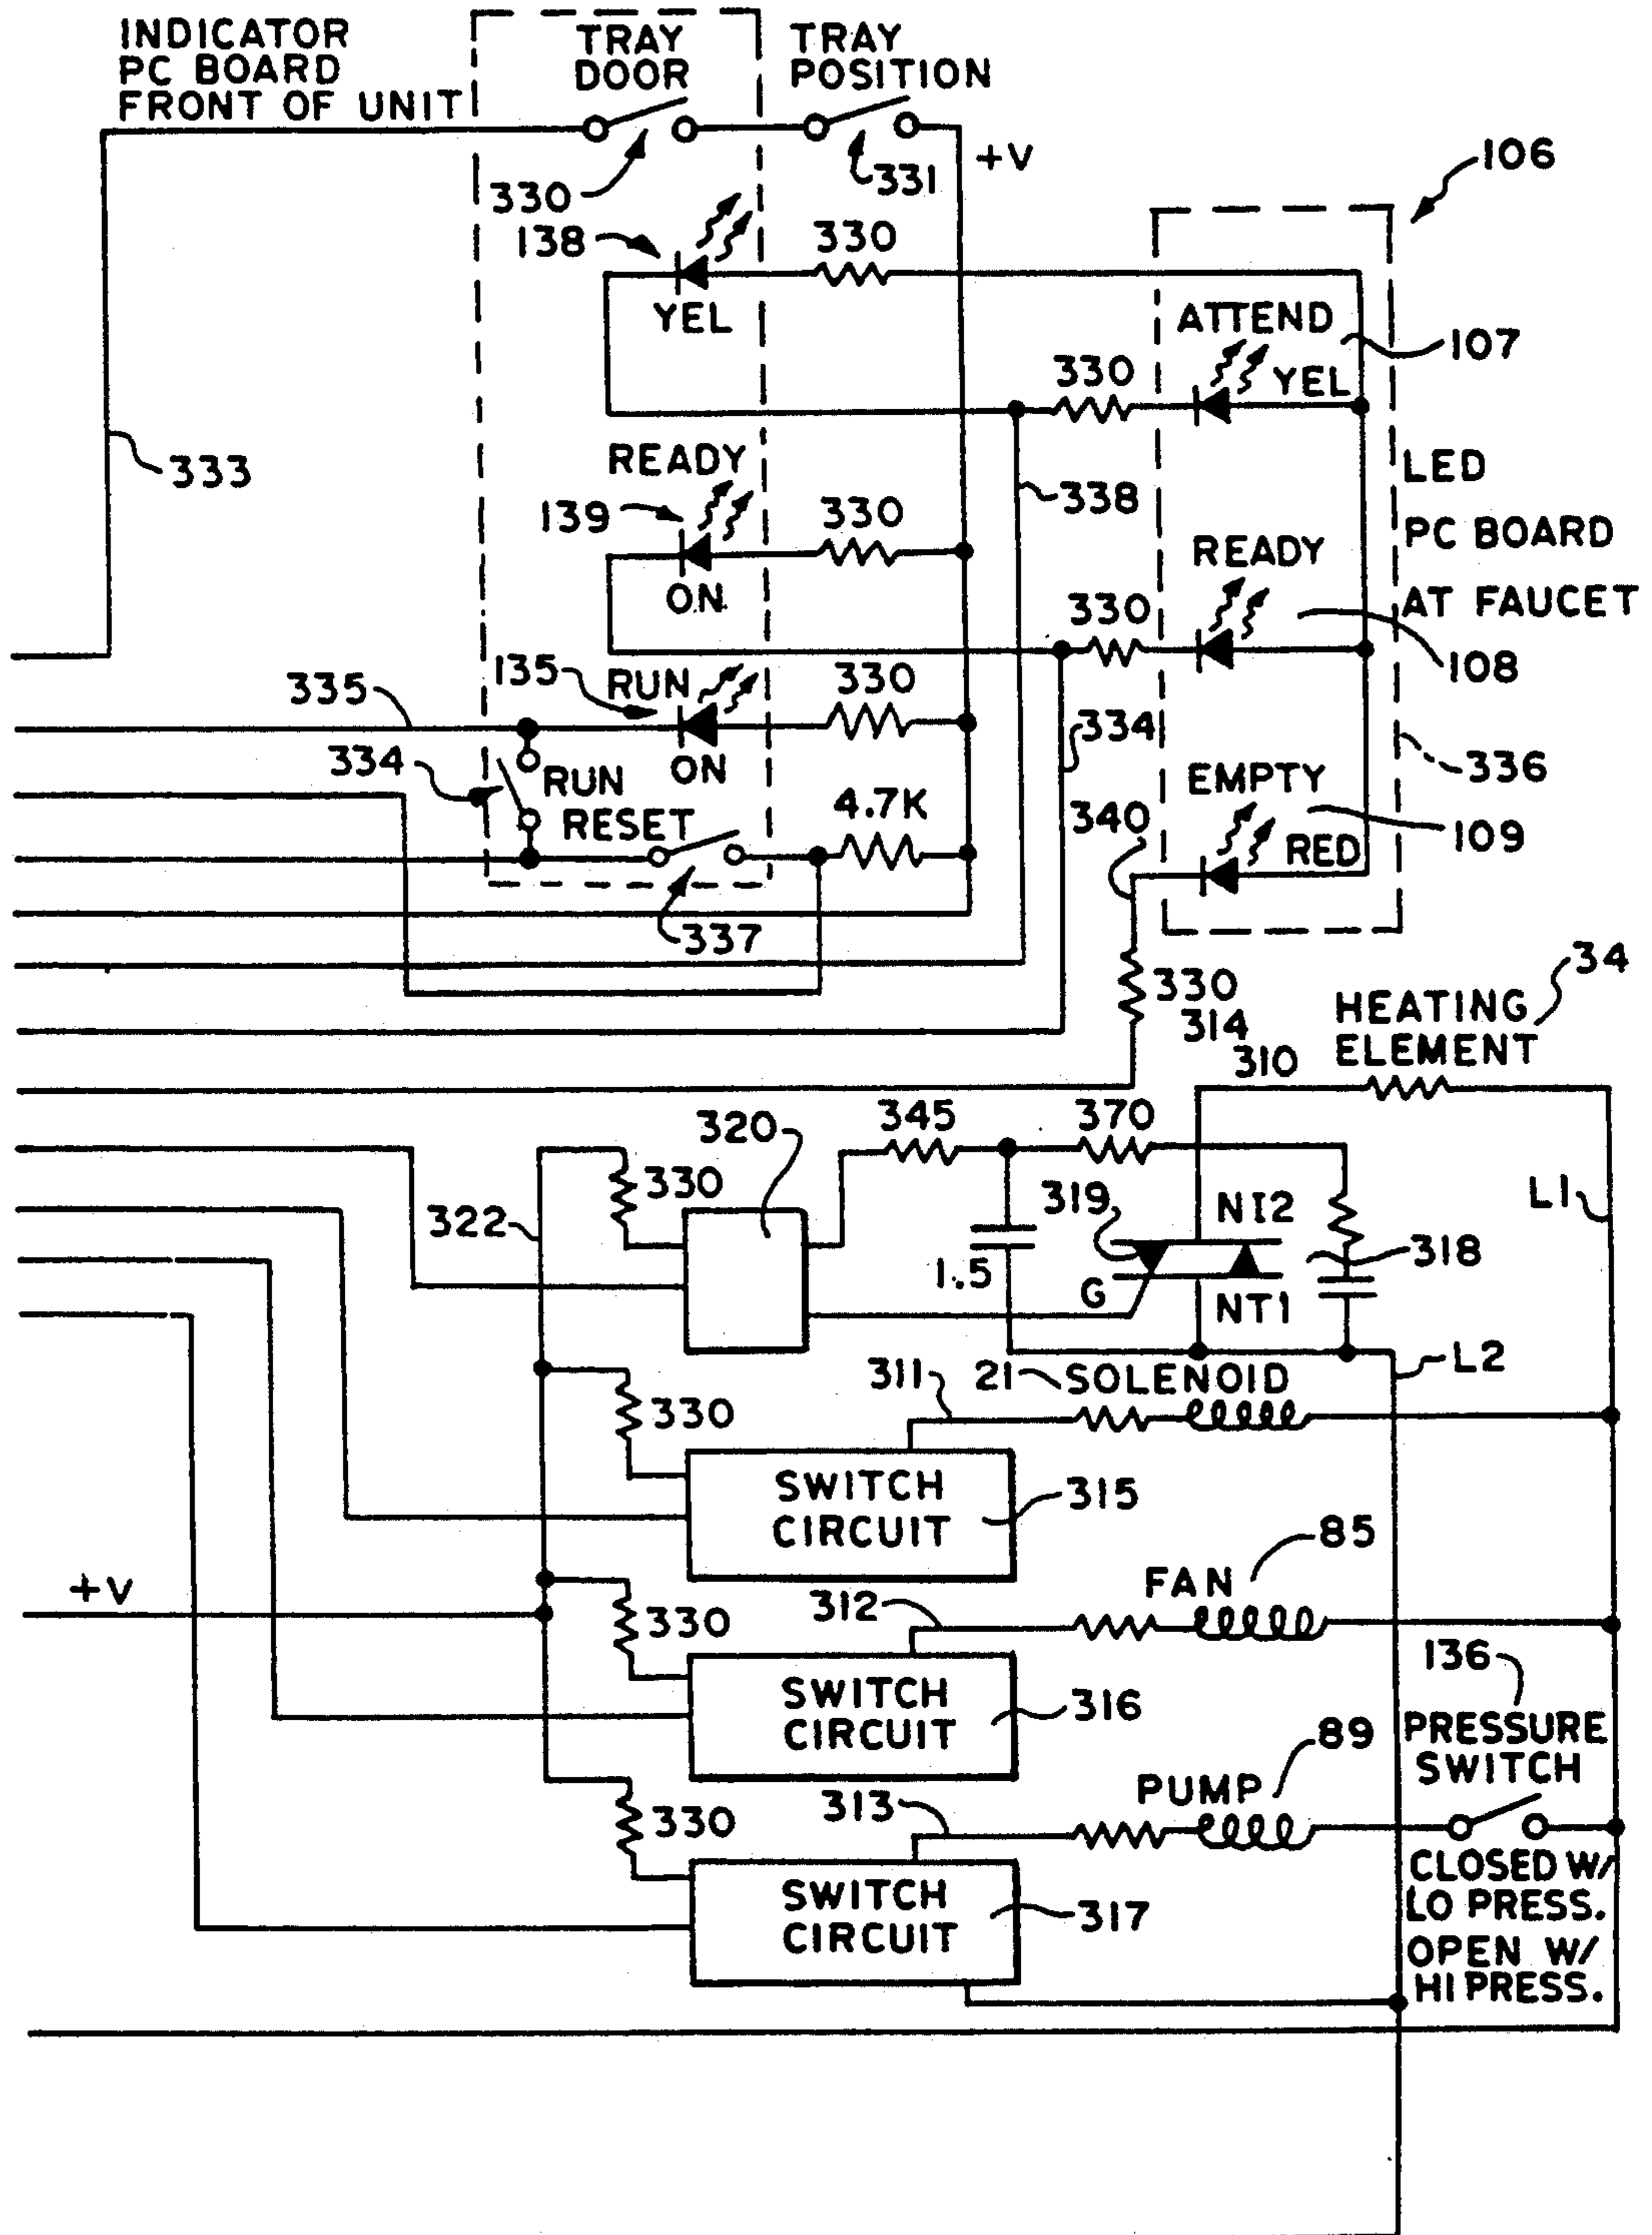 INDICATOR
PC BOARD
FRONT OF UNIT
TRAY
DOOR
TRAY
POSITION
+V
330
331
106
138
330
YEL
ATTEND
107
330
YEL
333
READY
338
LED
139
330
PC BOARD
READY
ON
AT FAUCET
330
108
335
135
RUN
330
334
336
334
ON
RUN
EMPTY
RESET
4.7K
340
109
RED
337
330
314
34
HEATING
ELEMENT
310
345
370
320
330
319
NI2
L1
322
318
1.5
G
NT1
L2
311
21
SOLENOID
330
SWITCH
CIRCUIT
315
85
FAN
+V
312
330
136
SWITCH
CIRCUIT
316
PRESSURE
SWITCH
89
PUMP
313
330
CLOSED W/
LO PRESS.
OPEN W/
HI PRESS.
SWITCH
CIRCUIT
317